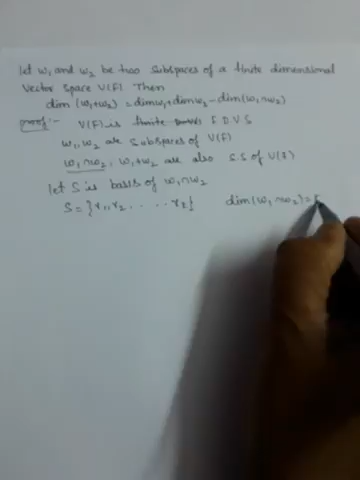 let W1 and W2 be two subspaces of a finite dimensional
Vector space V(F) Then
dim (W1+W2) = dimW1+dimW2-dim(W1∩W2)
proof:- V(F) is F D V S
W1, W2 are subspaces of V(F)
W1∩W2, W1+W2 are also S.S of V(F)
let S is basis of W1∩W2
S = {r1, r2 . . . . . rk} dim(W1∩W2)=